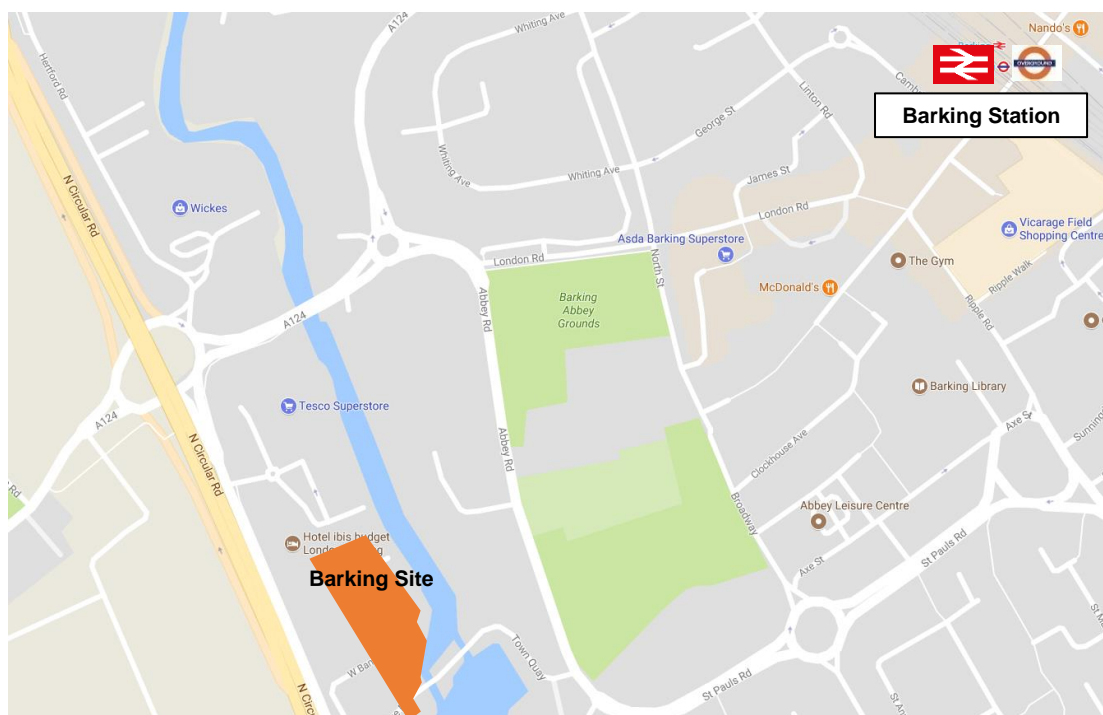 A124
Whiting Ave
Nando's
Hertford Rd
OVERGROUND
Barking Station
Linton Rd
George St
Whiting Ave
Whiting Ave
James St
N Circular Rd
Wickes
London Rd
Vicarage Field
Shopping Centre
Asda Barking Superstore
London Rd
North St
The Gym
Ripple Walk
McDonald's
Barking
Abbey
Grounds
Abbey Rd
A124
Ripple Rd
Barking Library
Tesco Superstore
A124
Axe St
Clockhouse Ave
Abbey Rd
N Circular Rd
Broadway
Abbey Leisure Centre
Hotel ibis budget
St Pauls Rd
Axe St
Barking Site
Town Quay
St Pauls Rd